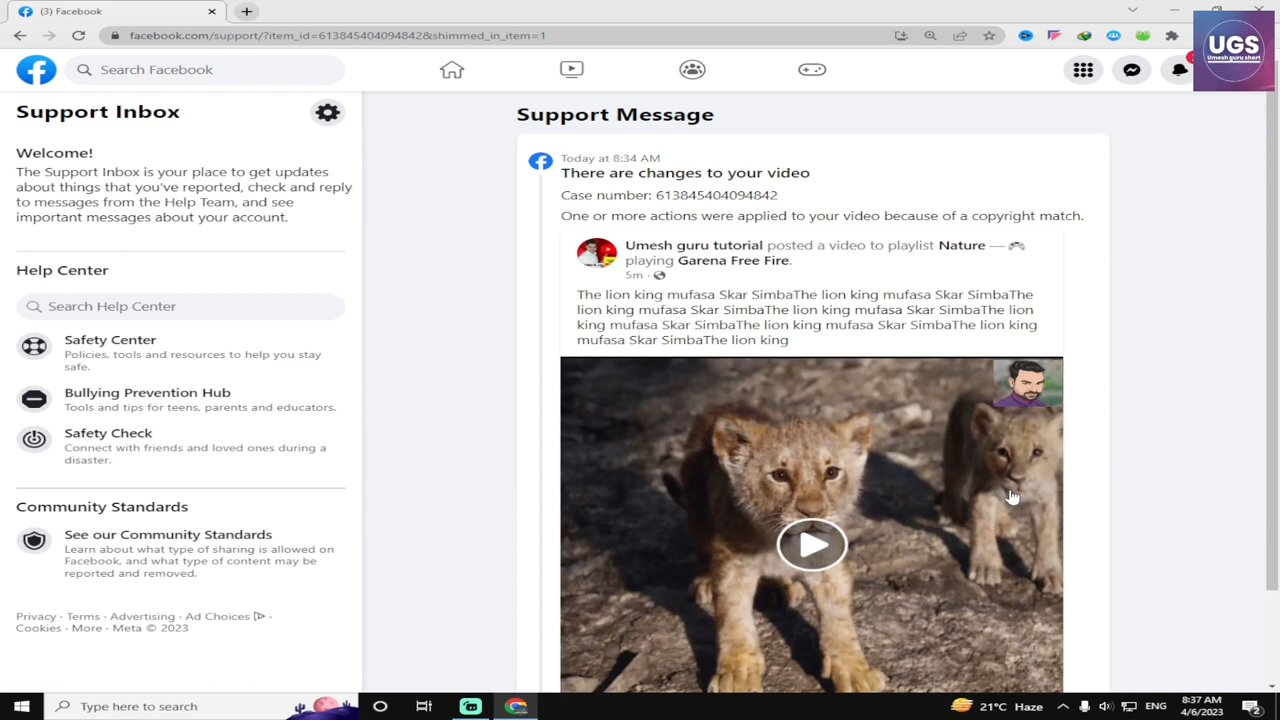 (3) Facebook
facebook.com/support/?item_id=613845404094842&shimmed_in_item=1
UGS
Umesh guru short
Search Facebook
Support Inbox
Welcome!
The Support Inbox is your place to get updates
about things that you've reported, check and reply
to messages from the Help Team, and see
important messages about your account.
Help Center
Search Help Center
Safety Center
Policies, tools and resources to help you stay
safe.
Bullying Prevention Hub
Tools and tips for teens, parents and educators.
Safety Check
Connect with friends and loved ones during a
disaster.
Community Standards
See our Community Standards
Learn about what type of sharing is allowed on
Facebook, and what type of content may be
reported and removed.
Privacy · Terms · Advertising · Ad Choices ·
Cookies · More · Meta © 2023
Support Message
Today at 8:34 AM
There are changes to your video
Case number: 613845404094842
One or more actions were applied to your video because of a copyright match.
Umesh guru tutorial posted a video to playlist Nature —
playing Garena Free Fire.
5m ·
The lion king mufasa Skar SimbaThe lion king mufasa Skar SimbaThe
lion king mufasa Skar SimbaThe lion king mufasa Skar SimbaThe lion
king mufasa Skar SimbaThe lion king mufasa Skar SimbaThe lion king
mufasa Skar SimbaThe lion king
Type here to search
21°C Haze
ENG
8:37 AM
4/6/2023
2